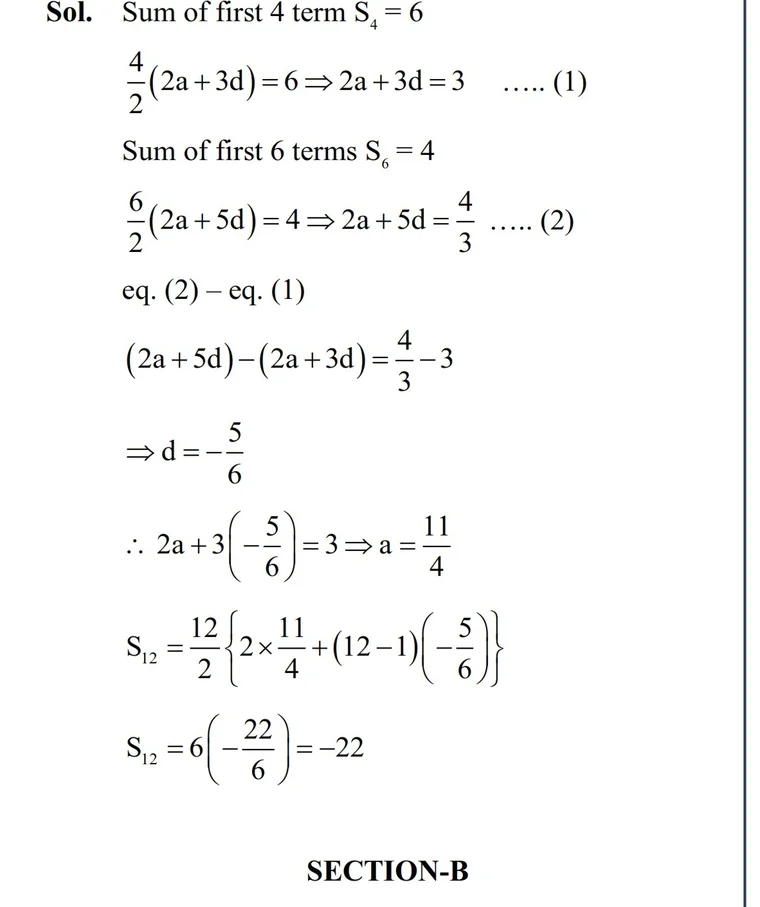 Sol. Sum of first 4 term S₄ = 6
4/2 (2a + 3d) = 6 ⇒ 2a + 3d = 3 ….. (1)
Sum of first 6 terms S₆ = 4
6/2 (2a + 5d) = 4 ⇒ 2a + 5d = 4/3 ….. (2)
eq. (2) – eq. (1)
(2a + 5d) – (2a + 3d) = 4/3 – 3
⇒ d = – 5/6
∴ 2a + 3(– 5/6) = 3 ⇒ a = 11/4
S₁₂ = 12/2 {2 × 11/4 + (12 – 1)(– 5/6)}
S₁₂ = 6(– 22/6) = –22
SECTION-B